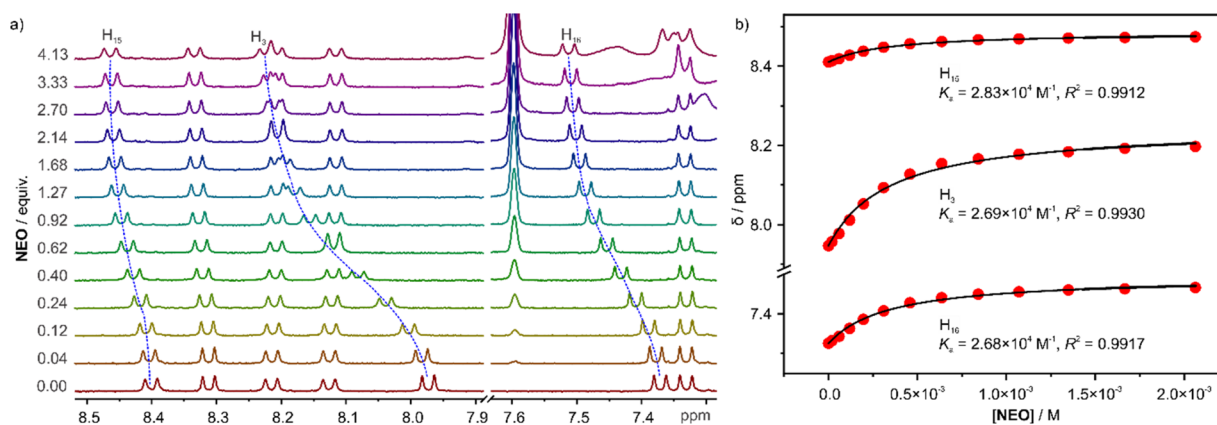 a)
NEO / equiv.
H₁₅ H₃ H₁₆
4.13
3.33
2.70
2.14
1.68
1.27
0.92
0.62
0.40
0.24
0.12
0.04
0.00
8.5 8.4 8.3 8.2 8.1 8.0 7.9 7.6 7.5 7.4 ppm
b)
δ / ppm
8.4
8.2
8.0
7.4
H₁₆
Kₐ = 2.83×10⁴ M⁻¹, R² = 0.9912
H₃
Kₐ = 2.69×10⁴ M⁻¹, R² = 0.9930
H₁₆
Kₐ = 2.68×10⁴ M⁻¹, R² = 0.9917
0.0 5.0×10⁻⁴ 1.0×10⁻³ 1.5×10⁻³ 2.0×10⁻³
[NEO] / M